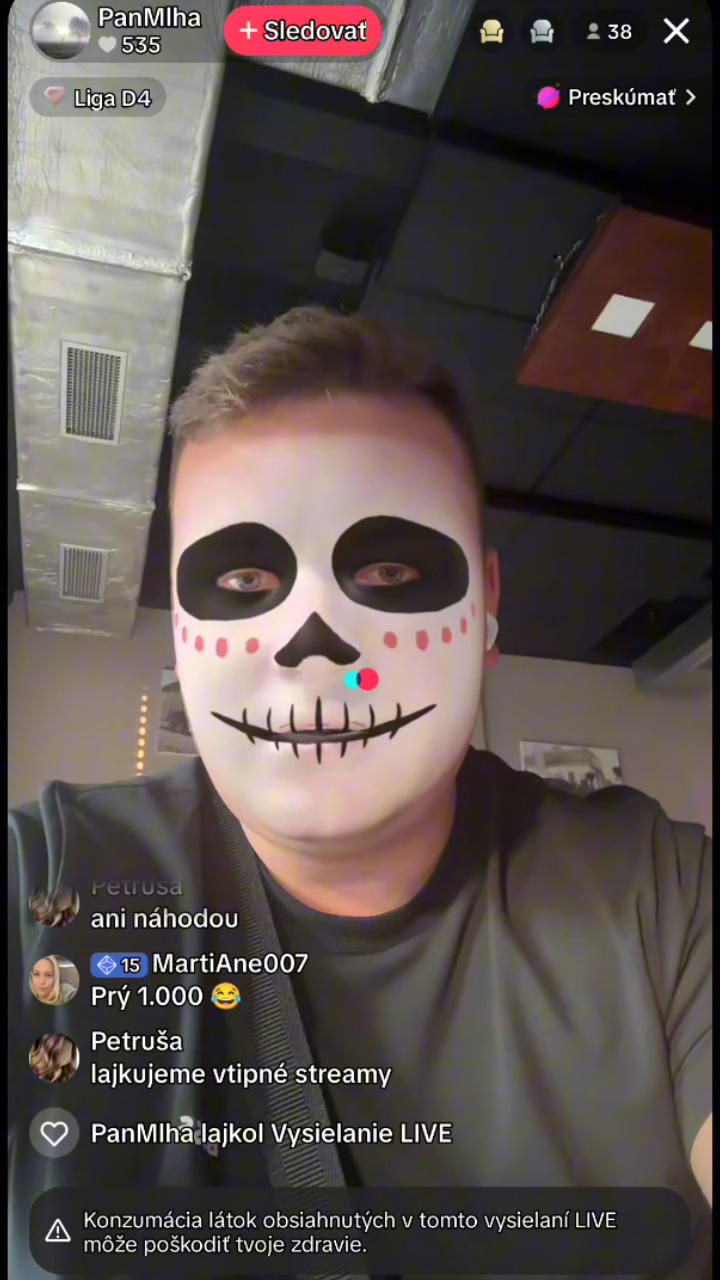 PanMlha
535
+ Sledovať
38
Liga D4
Preskúmať
Petruša
ani náhodou
15 MartiAne007
Prý 1.000 😂
Petruša
lajkujeme vtipné streamy
PanMlha lajkol Vysielanie LIVE
Konzumácia látok obsiahnutých v tomto vysielaní LIVE
môže poškodiť tvoje zdravie.